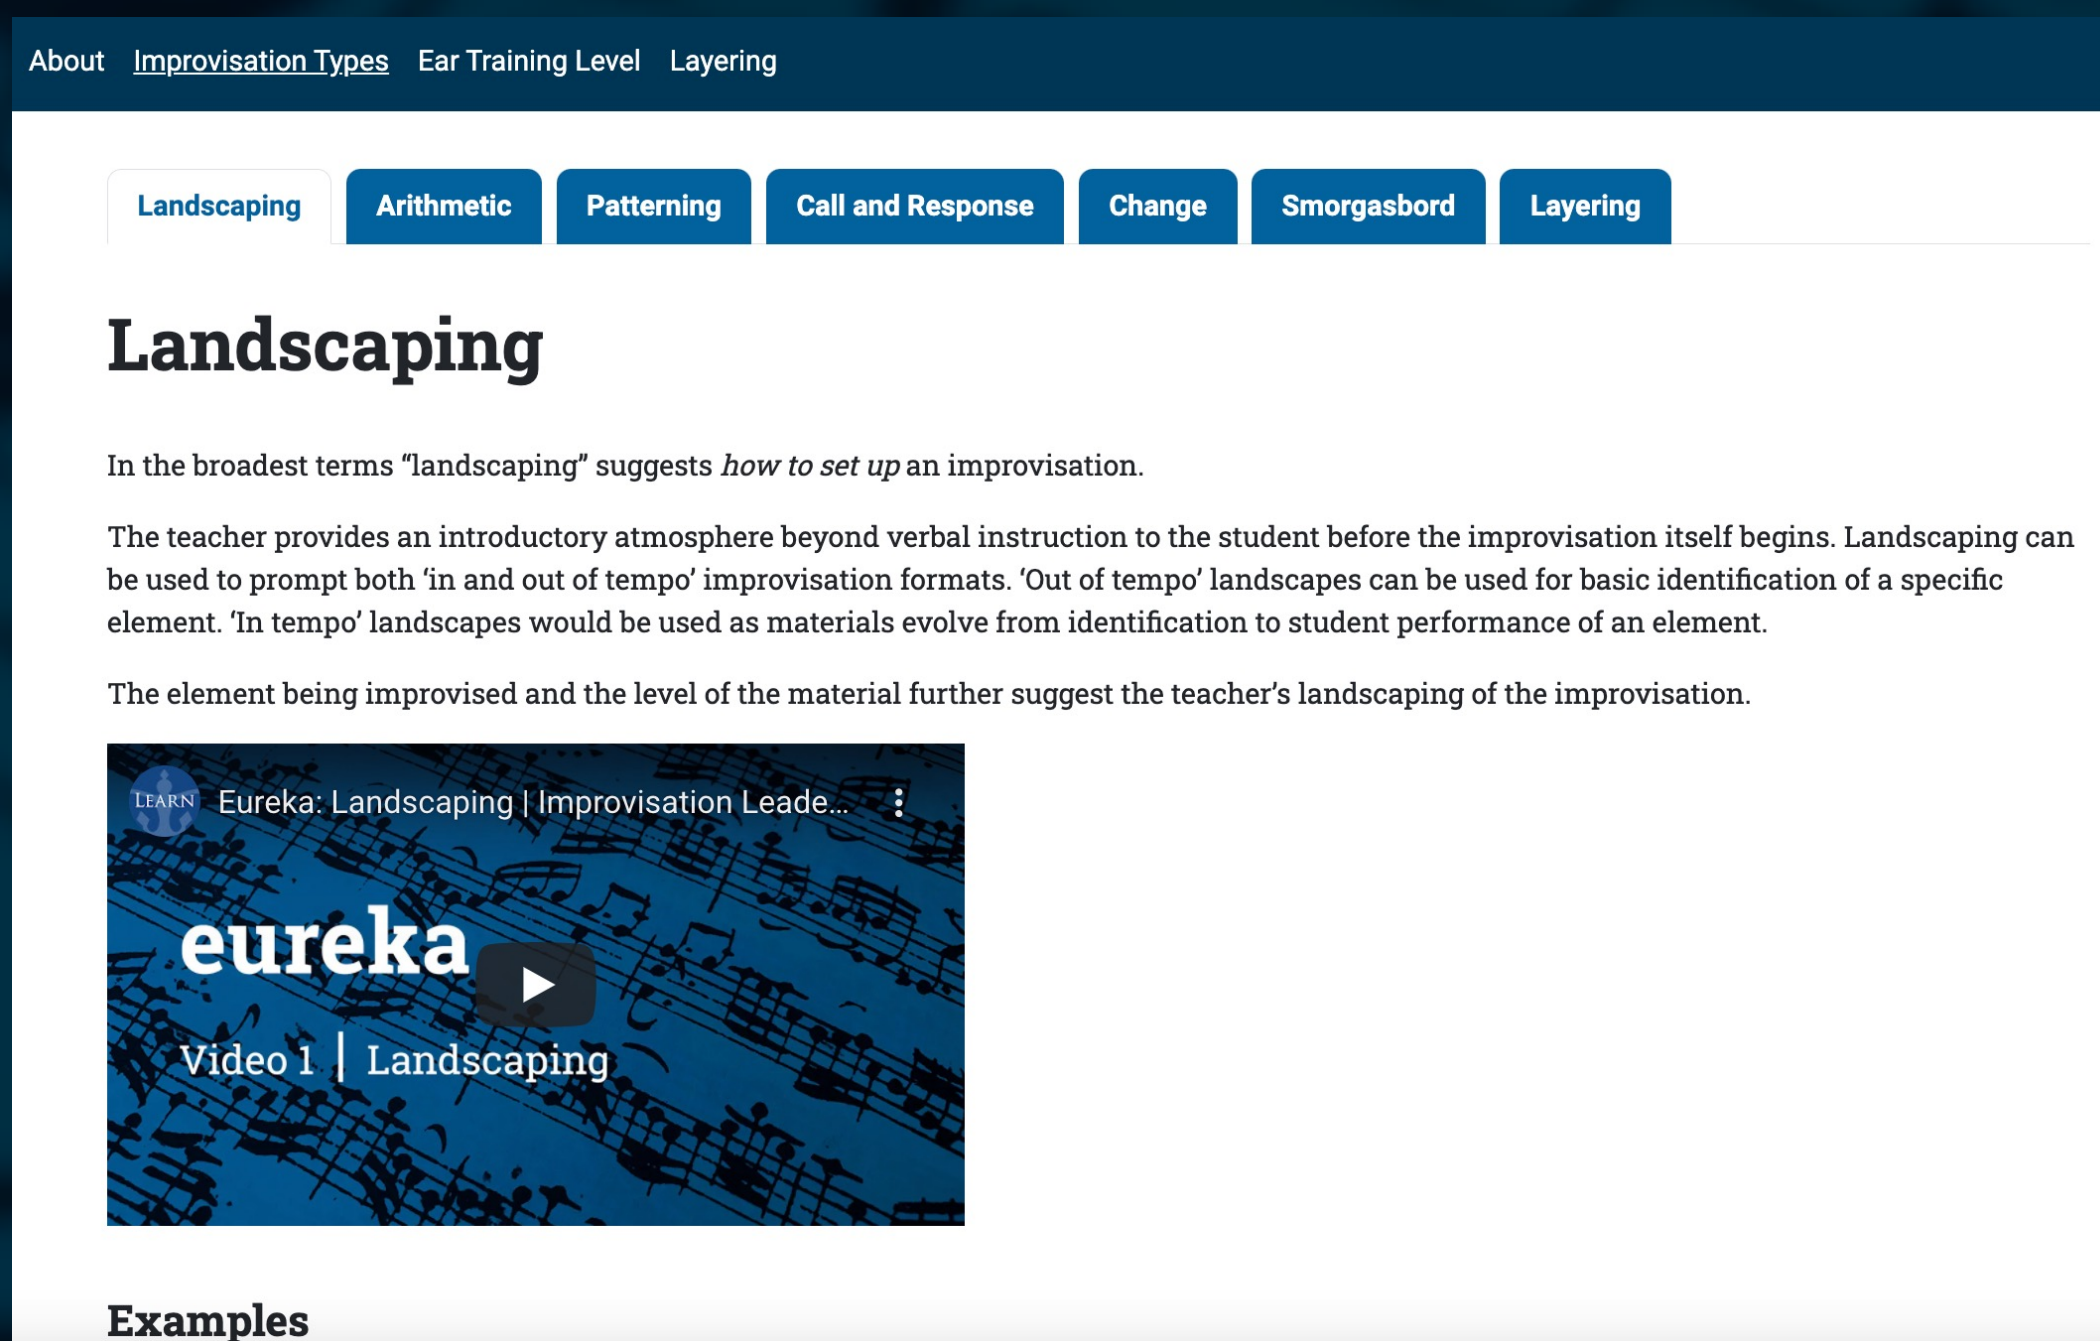 About Improvisation Types Ear Training Level Layering
Landscaping Arithmetic Patterning Call and Response Change Smorgasbord Layering
Landscaping
In the broadest terms “landscaping” suggests how to set up an improvisation.
The teacher provides an introductory atmosphere beyond verbal instruction to the student before the improvisation itself begins. Landscaping can
be used to prompt both ‘in and out of tempo’ improvisation formats. ‘Out of tempo’ landscapes can be used for basic identification of a specific
element. ‘In tempo’ landscapes would be used as materials evolve from identification to student performance of an element.
The element being improvised and the level of the material further suggest the teacher’s landscaping of the improvisation.
LEARN Eureka: Landscaping | Improvisation Leade...
eureka
Video 1 | Landscaping
Examples